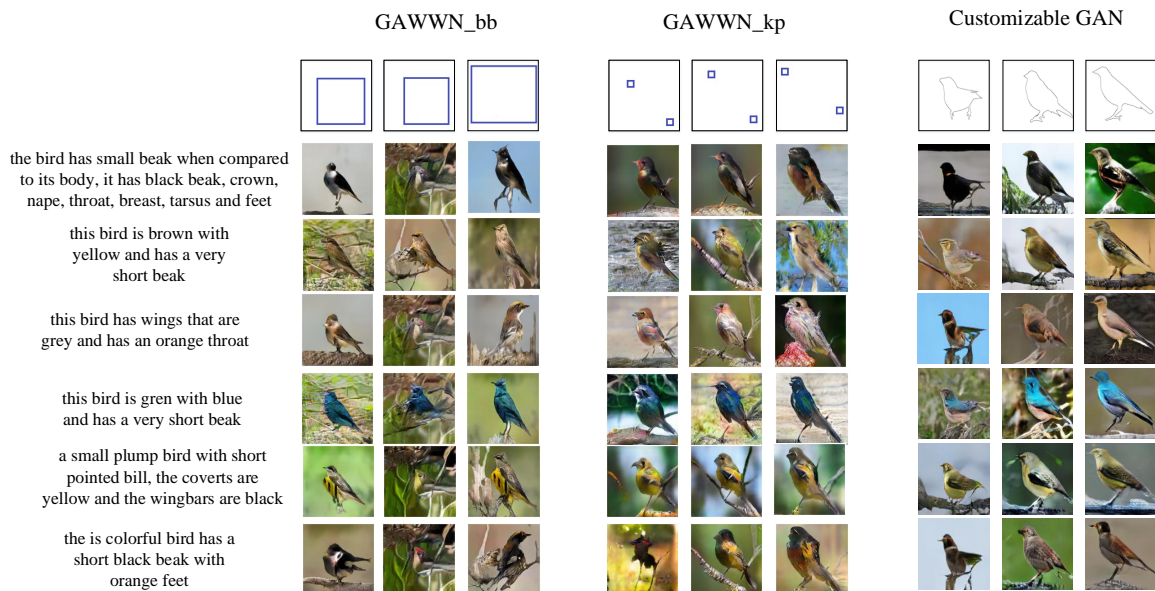 GAWWN_bb
GAWWN_kp
Customizable GAN
the bird has small beak when compared
to its body, it has black beak, crown,
nape, throat, breast, tarsus and feet
this bird is brown with
yellow and has a very
short beak
this bird has wings that are
grey and has an orange throat
this bird is gren with blue
and has a very short beak
a small plump bird with short
pointed bill, the coverts are
yellow and the wingbars are black
the is colorful bird has a
short black beak with
orange feet